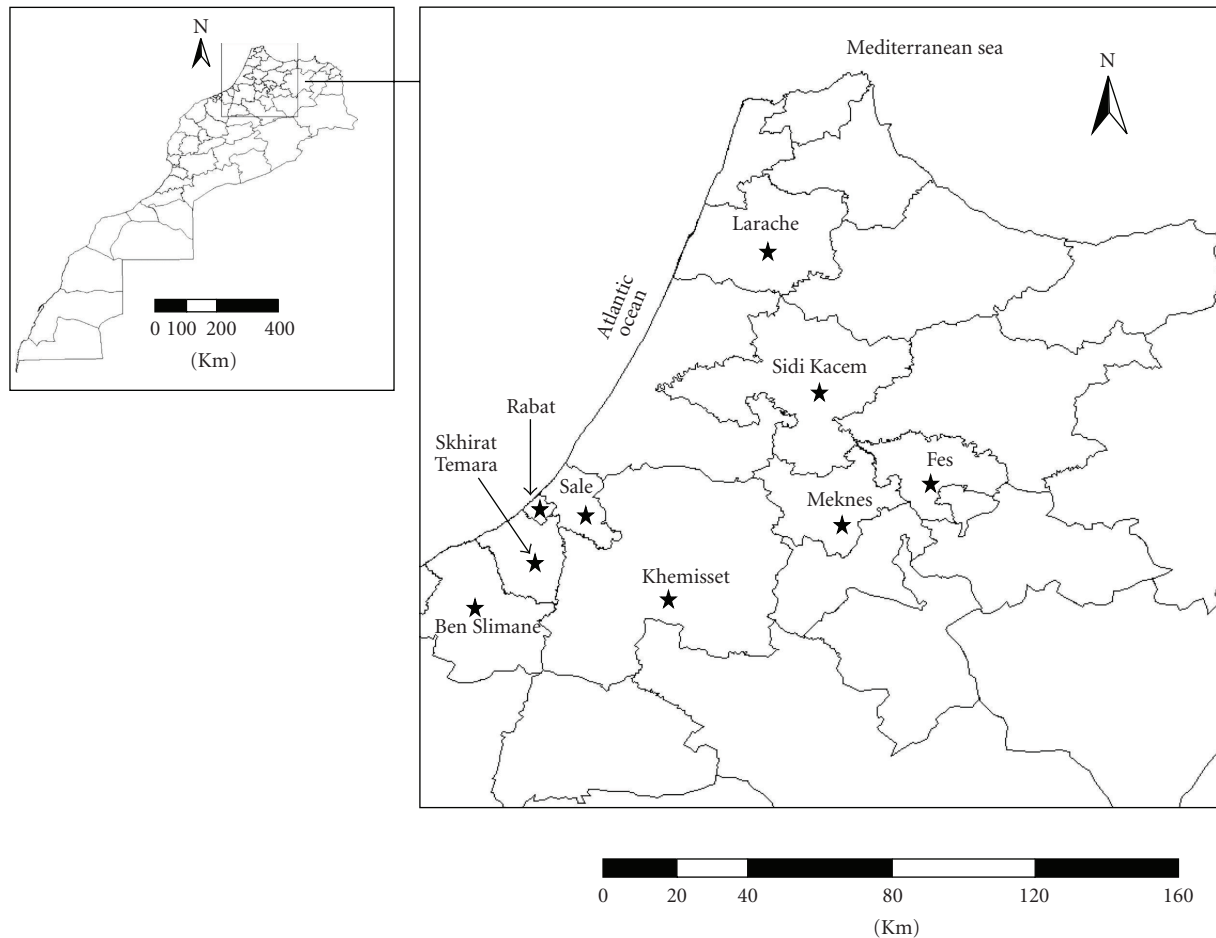 N
0 100 200 400
(Km)
Mediterranean sea
N
Larache
Atlantic
ocean
Sidi Kacem
Rabat
Skhirat
Temara
Sale
Fes
Meknes
Khemisset
Ben Slimane
0 20 40 80 120 160
(Km)